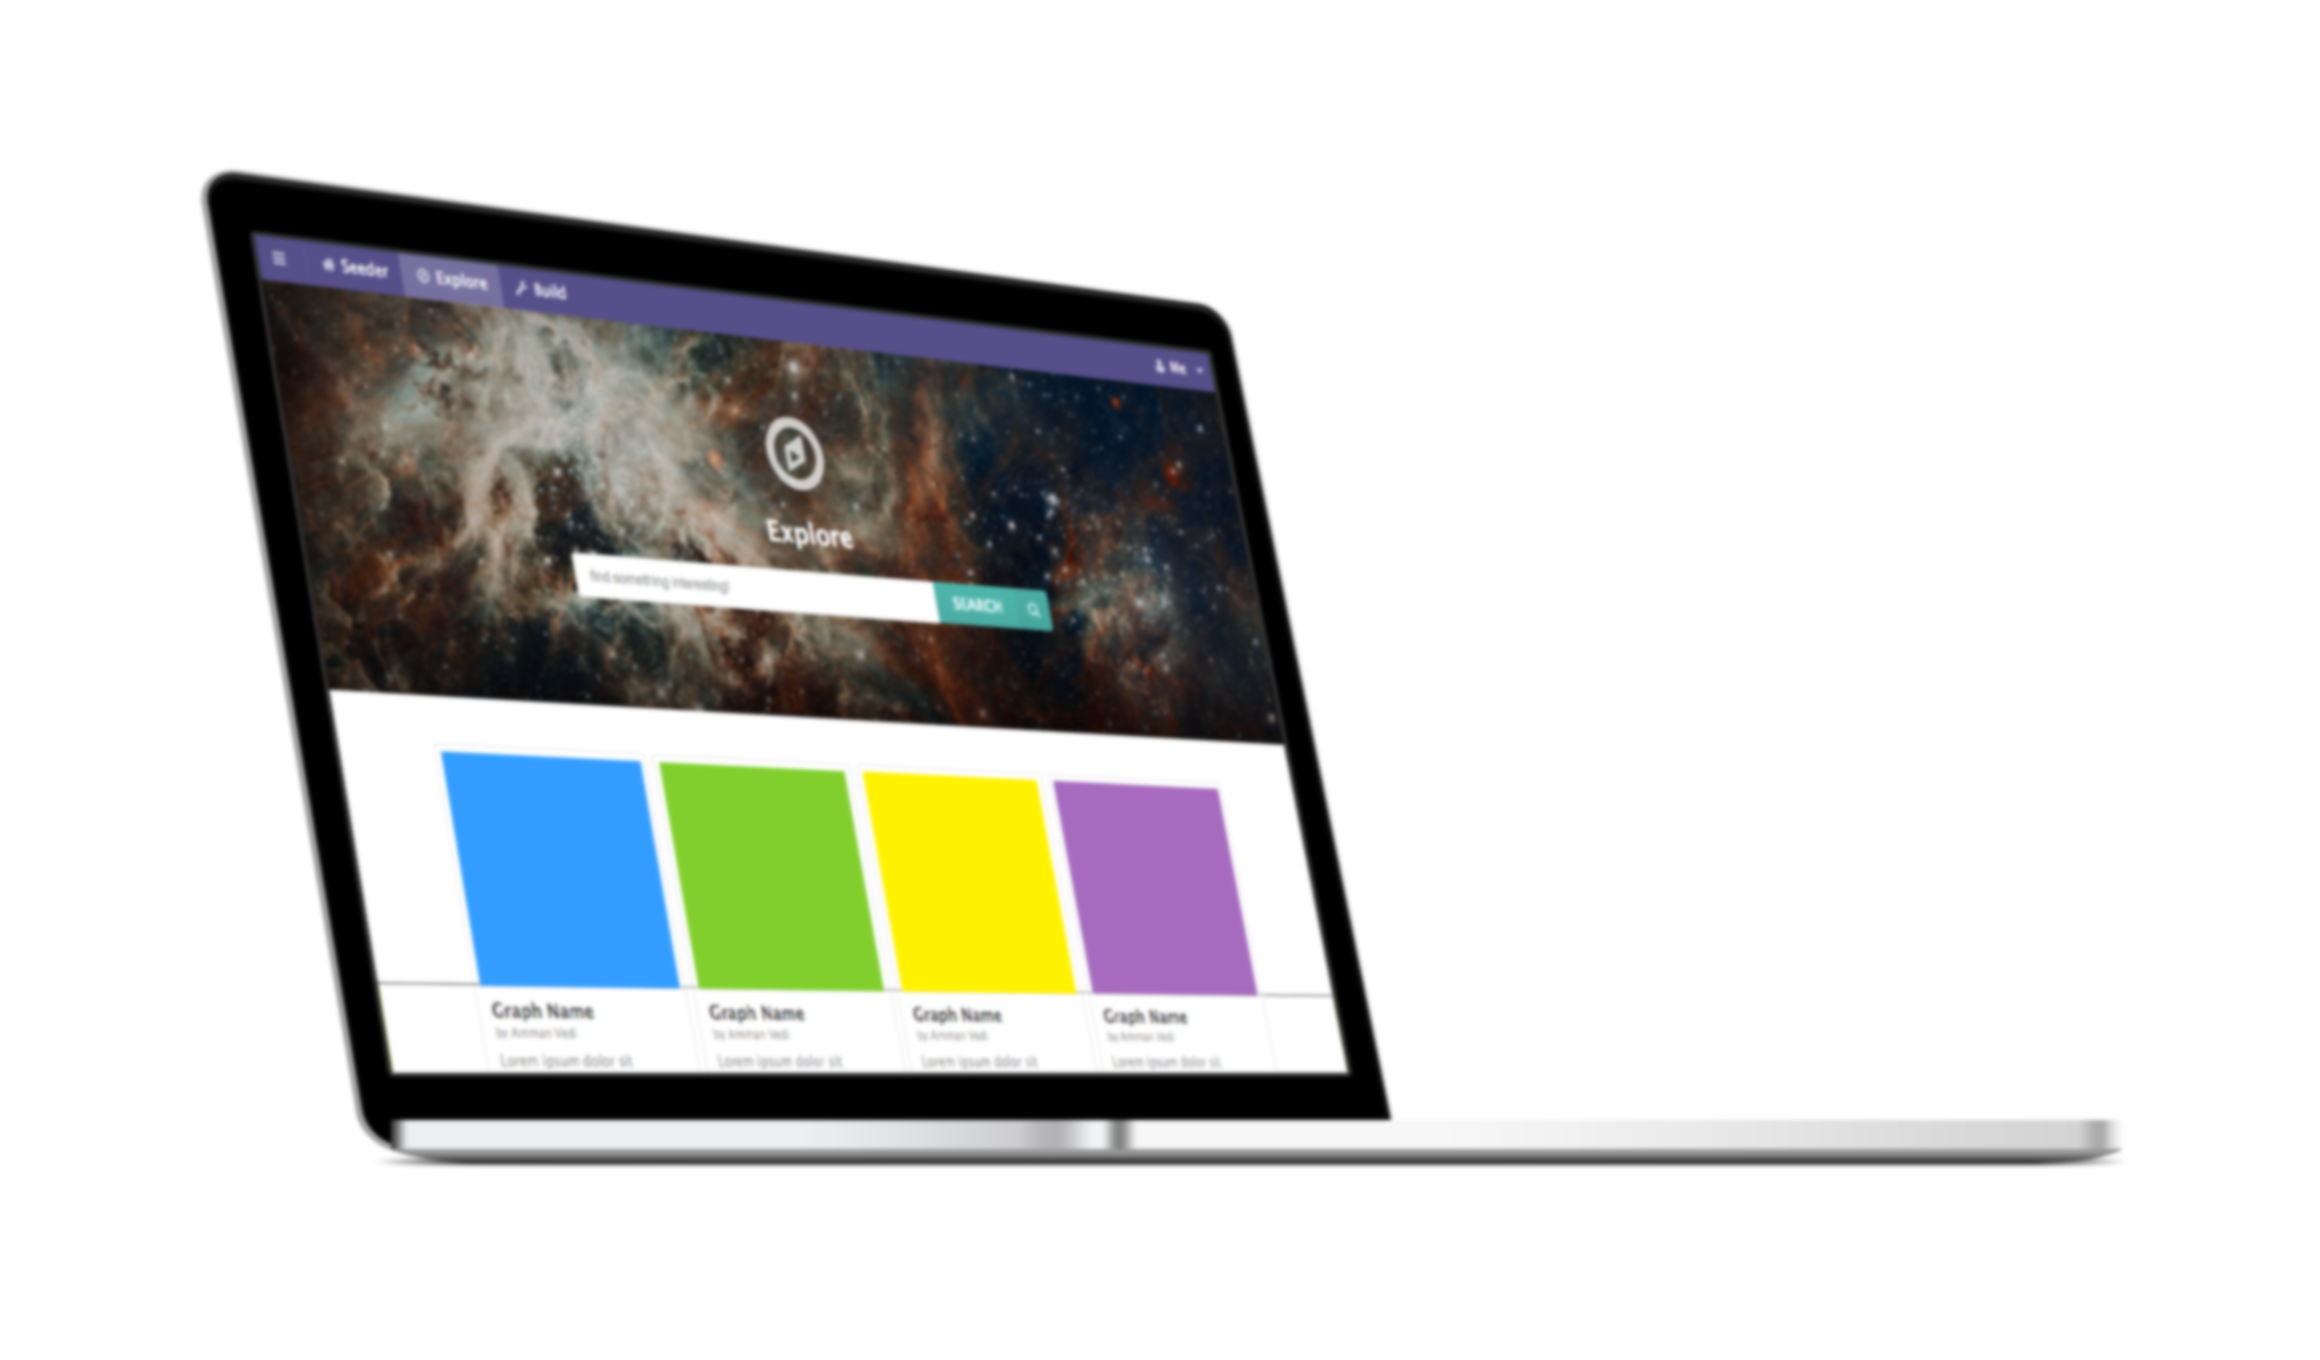 Seeder Explore Build
Me
Explore
find something interesting!
SEARCH
Graph Name Graph Name Graph Name Graph Name
by Amman Vedi by Amman Vedi by Amman Vedi by Amman Vedi
Lorem ipsum dolor sit Lorem ipsum dolor sit Lorem ipsum dolor sit Lorem ipsum dolor sit